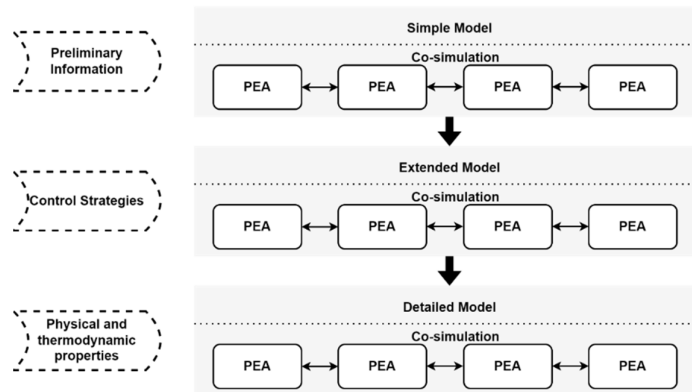 Simple Model
Preliminary
Information
Co-simulation
PEA PEA PEA PEA
Extended Model
Control Strategies
Co-simulation
PEA PEA PEA PEA
Detailed Model
Physical and
thermodynamic
properties
Co-simulation
PEA PEA PEA PEA